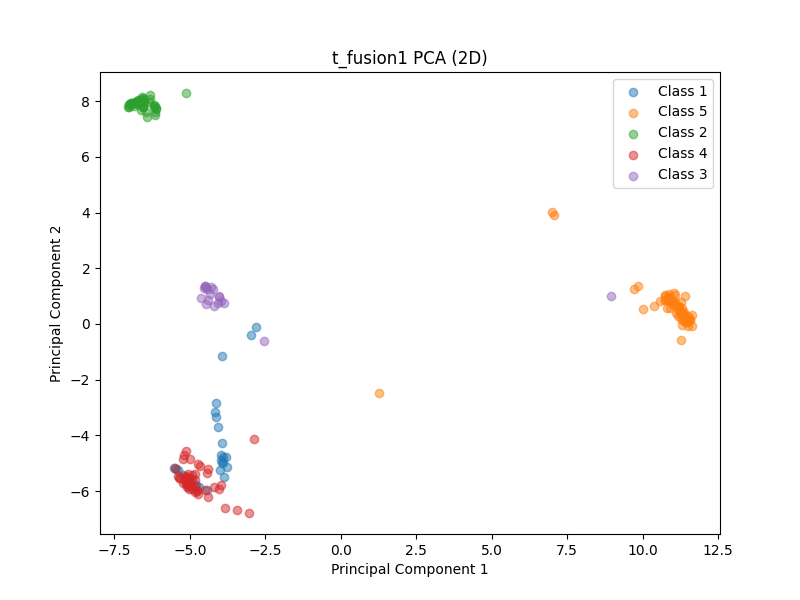 t_fusion1 PCA (2D)
Class 1
Class 5
Class 2
Class 4
Class 3
Principal Component 2
8
6
4
2
0
−2
−4
−6
−7.5 −5.0 −2.5 0.0 2.5 5.0 7.5 10.0 12.5
Principal Component 1